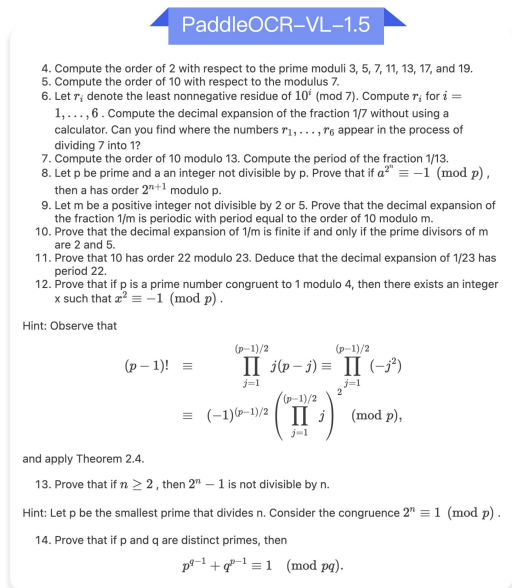 PaddleOCR-VL-1.5
4. Compute the order of 2 with respect to the prime moduli 3, 5, 7, 11, 13, 17, and 19.
5. Compute the order of 10 with respect to the modulus 7.
6. Let r_i denote the least nonnegative residue of 10^i (mod 7). Compute r_i for i =
1, . . . , 6 . Compute the decimal expansion of the fraction 1/7 without using a
calculator. Can you find where the numbers r_1, . . . , r_6 appear in the process of
dividing 7 into 1?
7. Compute the order of 10 modulo 13. Compute the period of the fraction 1/13.
8. Let p be prime and a an integer not divisible by p. Prove that if a^{2^n} ≡ −1 (mod p) ,
then a has order 2^{n+1} modulo p.
9. Let m be a positive integer not divisible by 2 or 5. Prove that the decimal expansion of
the fraction 1/m is periodic with period equal to the order of 10 modulo m.
10. Prove that the decimal expansion of 1/m is finite if and only if the prime divisors of m
are 2 and 5.
11. Prove that 10 has order 22 modulo 23. Deduce that the decimal expansion of 1/23 has
period 22.
12. Prove that if p is a prime number congruent to 1 modulo 4, then there exists an integer
x such that x^2 ≡ −1 (mod p) .
Hint: Observe that
(p − 1)! ≡ ∏_{j=1}^{(p−1)/2} j(p − j) ≡ ∏_{j=1}^{(p−1)/2} (−j^2)
≡ (−1)^{(p−1)/2} (∏_{j=1}^{(p−1)/2} j)^2 (mod p),
and apply Theorem 2.4.
13. Prove that if n ≥ 2 , then 2^n − 1 is not divisible by n.
Hint: Let p be the smallest prime that divides n. Consider the congruence 2^n ≡ 1 (mod p) .
14. Prove that if p and q are distinct primes, then
p^{q−1} + q^{p−1} ≡ 1 (mod pq).